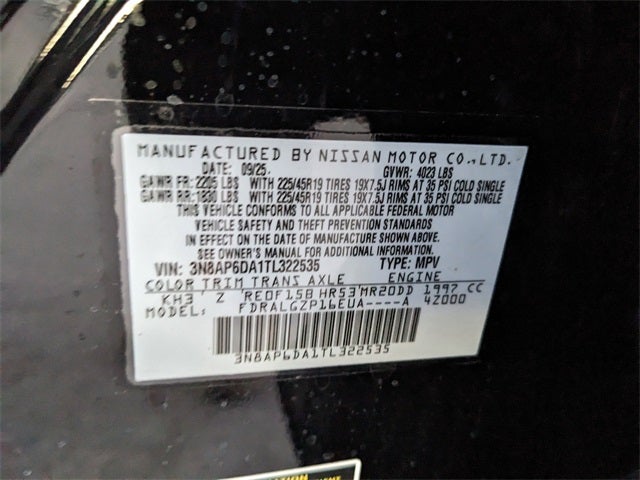 MANUFACTURED BY NISSAN MOTOR CO.,LTD.
DATE: 09/25. GVWR: 4023 LBS
GAWR FR: 2205 LBS WITH 225/45R19 TIRES 19X7.5J RIMS AT 35 PSI COLD SINGLE
GAWR RR: 1830 LBS WITH 225/45R19 TIRES 19X7.5J RIMS AT 35 PSI COLD SINGLE
THIS VEHICLE CONFORMS TO ALL APPLICABLE FEDERAL MOTOR
VEHICLE SAFETY AND THEFT PREVENTION STANDARDS
IN EFFECT ON THE DATE OF MANUFACTURE SHOWN ABOVE.
SEE OWNER'S MANUAL FOR ADDITIONAL INFORMATION.
VIN: 3N8AP6DA1TL322535 TYPE: MPV
COLOR TRIM TRANS AXLE ENGINE
KH3 Z RE0F15B HR53 MR20DD 1997 CC
MODEL: FDRALGZP16EUA----A 4Z000
3N8AP6DA1TL322535